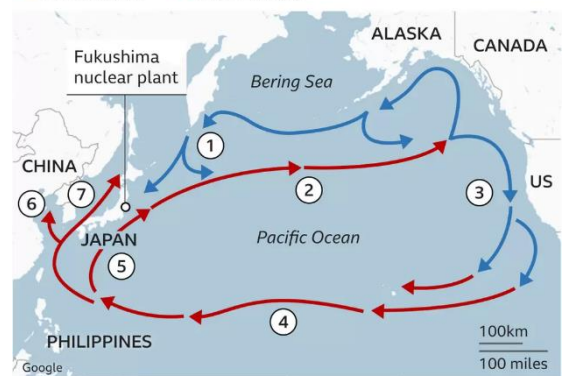 ALASKA
CANADA
Fukushima
nuclear plant
Bering Sea
1
CHINA
7
2
3
6
US
JAPAN
Pacific Ocean
5
4
100km
PHILIPPINES
100 miles
Google